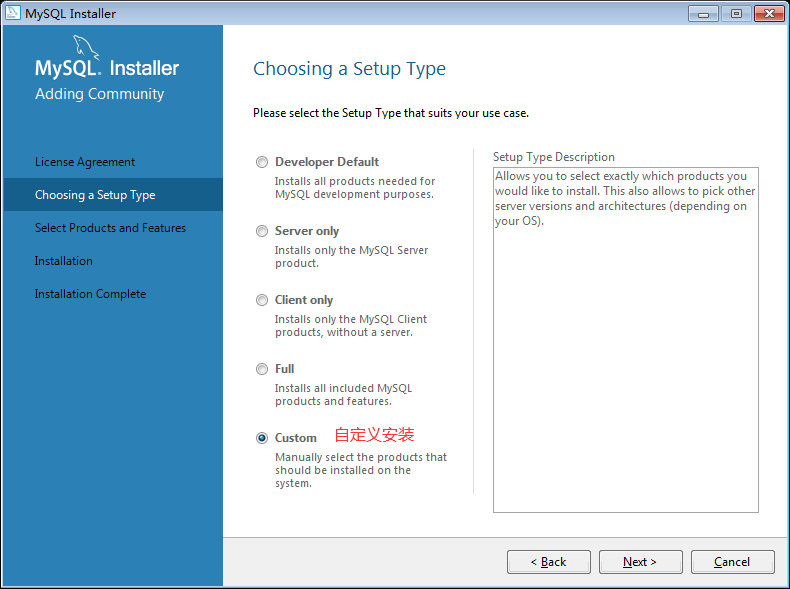 MySQL Installer
MySQL. Installer
Adding Community
License Agreement
Choosing a Setup Type
Select Products and Features
Installation
Installation Complete
Choosing a Setup Type
Please select the Setup Type that suits your use case.
Developer Default
Installs all products needed for
MySQL development purposes.
Server only
Installs only the MySQL Server
product.
Client only
Installs only the MySQL Client
products, without a server.
Full
Installs all included MySQL
products and features.
Custom 自定义安装
Manually select the products that
should be installed on the
system.
Setup Type Description
Allows you to select exactly which products you
would like to install. This also allows to pick other
server versions and architectures (depending on
your OS).
< Back
Next >
Cancel